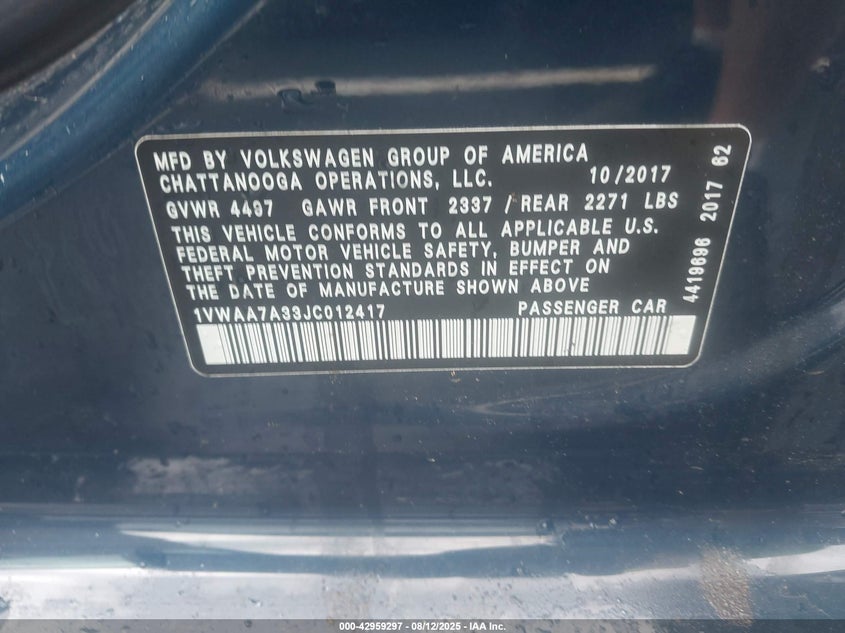 MFD BY VOLKSWAGEN GROUP OF AMERICA
CHATTANOOGA OPERATIONS, LLC. 10/2017
GVWR 4497 GAWR FRONT 2337 / REAR 2271 LBS
THIS VEHICLE CONFORMS TO ALL APPLICABLE U.S.
FEDERAL MOTOR VEHICLE SAFETY, BUMPER AND
THEFT PREVENTION STANDARDS IN EFFECT ON
THE DATE OF MANUFACTURE SHOWN ABOVE
1VWAA7A33JC012417 PASSENGER CAR
4419696 2017 62
000-42959297 - 08/12/2025 - IAA Inc.